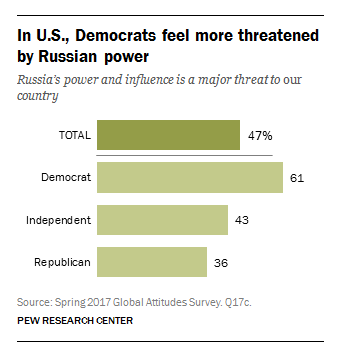 In U.S., Democrats feel more threatened
by Russian power
Russia's power and influence is a major threat to our
country
TOTAL 47%
Democrat 61
Independent 43
Republican 36
Source: Spring 2017 Global Attitudes Survey. Q17c.
PEW RESEARCH CENTER